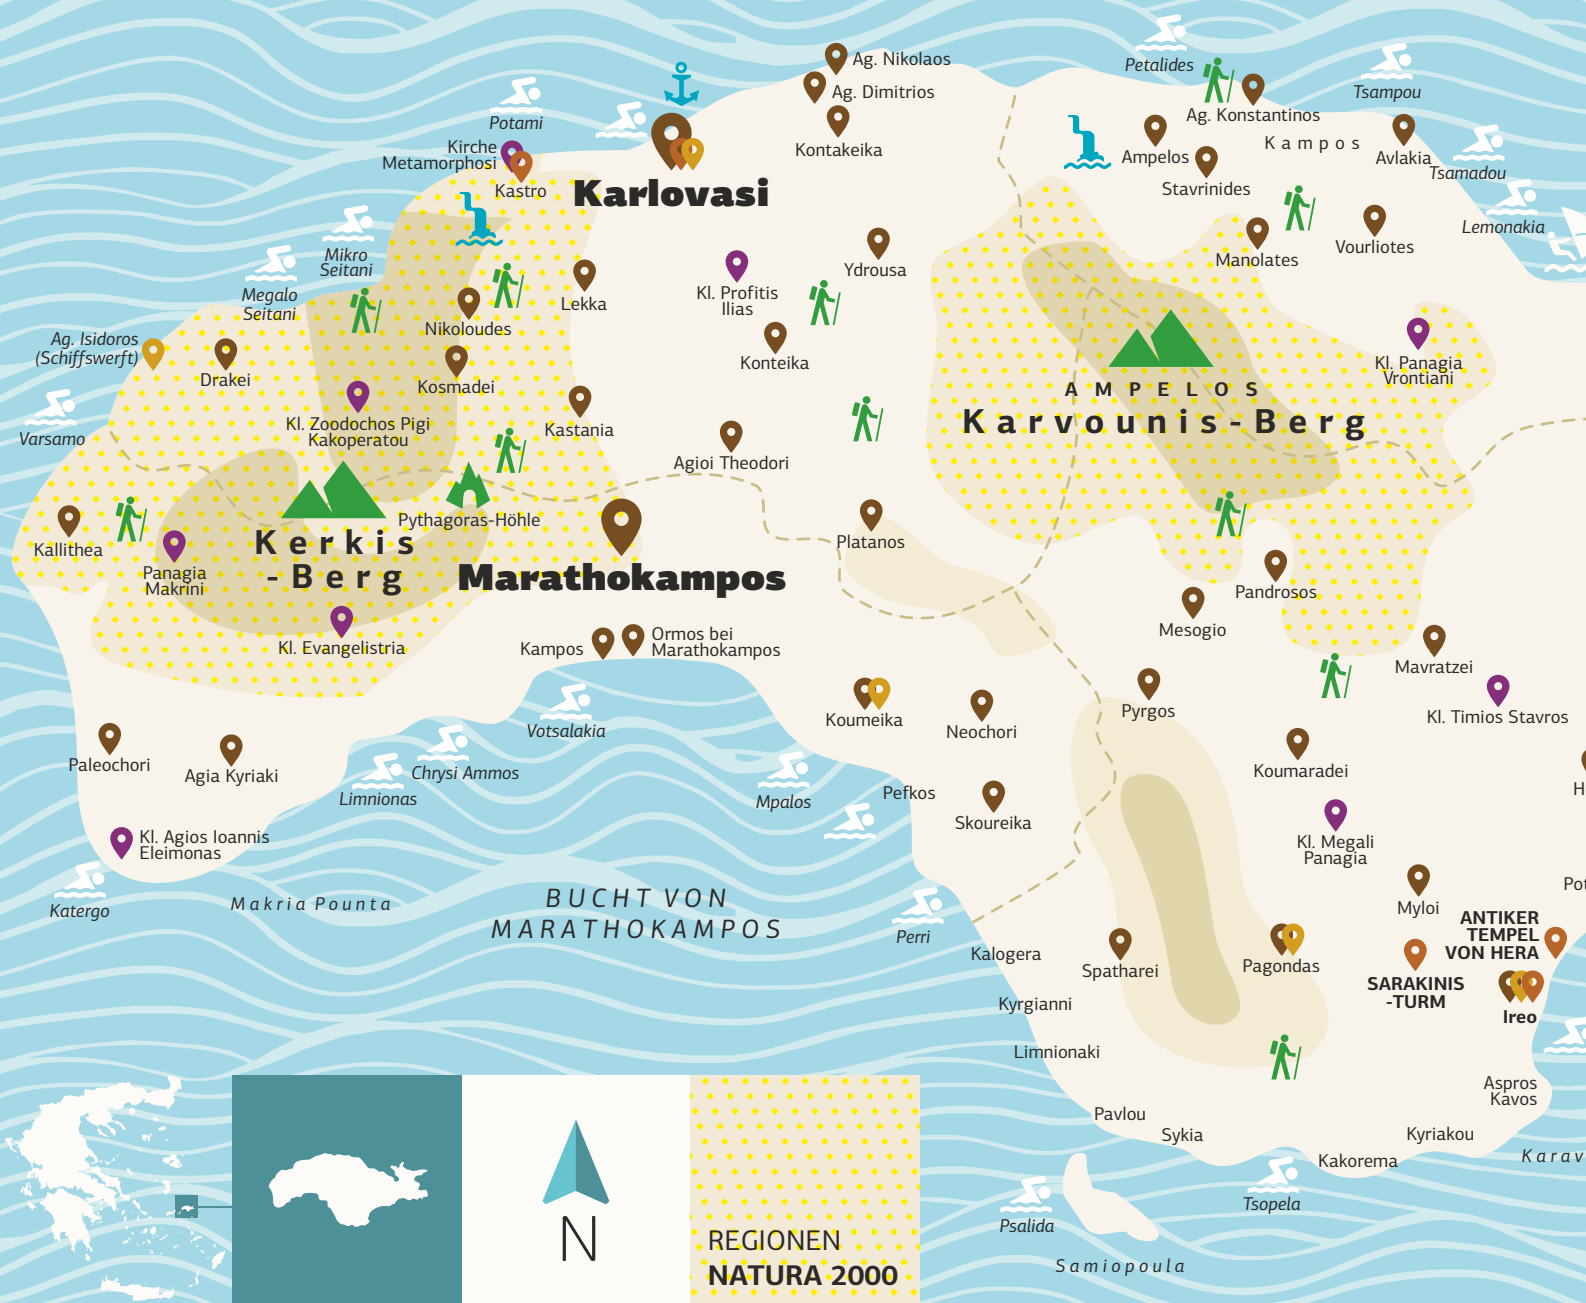 Ag. Nikolaos
Ag. Dimitrios
Kontakeika
Petalides
Tsampou
Ag. Konstantinos
Kampos
Ampelos
Stavrinides
Avlakia
Tsamadou
Lemonakia
Potami
Kirche
Metamorphosi
Kastro
Karlovasi
Mikro
Seitani
Megalo
Seitani
Ag. Isidoros
(Schiffswerft)
Drakei
Varsamo
Nikoloudes
Lekka
Kl. Profitis
Ilias
Ydrousa
Manolates
Vourliotes
Kosmadei
Konteika
Kl. Panagia
Vrontiani
Kl. Zoodochos Pigi
Kakoperatou
Kastania
Agioi Theodori
AMPELOS
Karvounis-Berg
Kallithea
Panagia
Makrini
Kerkis
-Berg
Pythagoras-Höhle
Marathokampos
Platanos
Pandrosos
Mesogio
Kl. Evangelistria
Kampos
Ormos bei
Marathokampos
Mavratzei
Kl. Timios Stavros
Koumeika
Neochori
Pyrgos
Votsalakia
Paleochori
Agia Kyriaki
Chrysi Ammos
Limnionas
Koumaradei
H
Mpalos
Pefkos
Skoureika
Kl. Agios Ioannis
Eleimonas
Kl. Megali
Panagia
Katergo
Makria Pounta
BUCHT VON
MARATHOKAMPOS
Perri
Myloi
Pot
ANTIKER
TEMPEL
VON HERA
Kalogera
Spatharei
Pagondas
SARAKINIS
-TURM
Ireo
Kyrgianni
Limnionaki
Aspros
Kavos
Pavlou
Sykia
Kyriakou
Kakorema
Karav
Psalida
Tsopela
Samiopoula
N
REGIONEN
NATURA 2000